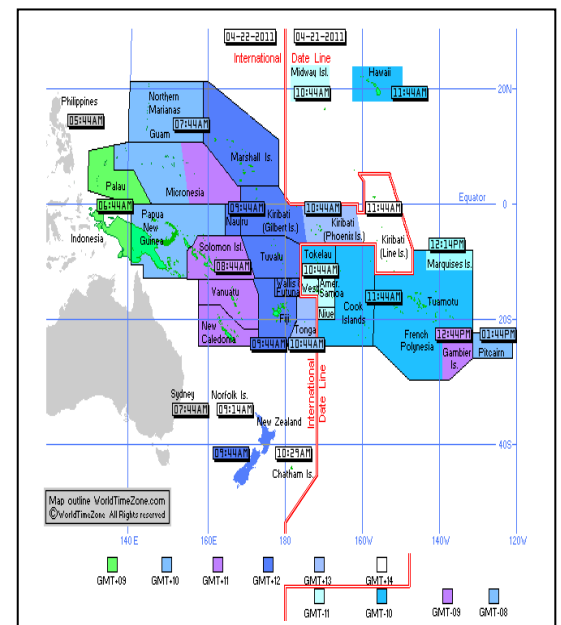 04-22-2011 04-21-2011
International Date Line
Midway Isl.
10:44AM
Hawaii
11:44AM
20N
Philippines
05:44AM
Northern
Marianas
07:44AM
Guam
Marshall Is.
Palau
06:44AM
Micronesia
Equator
0
09:44AM
Nauru
Kiribati
(Gilbert Is.)
10:44AM
Kiribati
(Phoenix Is.)
11:44AM
Kiribati
(Line Is.)
Indonesia
Papua
New
Guinea
Solomon Isl.
08:44AM
Tuvalu
Tokelau
10:44AM
12:14PM
Marquises Is.
Vanuatu
Wallis &
Futuna
West
Amer.
Samoa
Niue
Cook
Islands
11:44AM
Tuamotu
20S
New
Caledonia
Fiji
Tonga
09:44AM
10:44AM
French
Polynesia
12:44PM
Gambier
Is.
01:44PM
Pitcairn
International
Date Line
Sydney
07:44AM
Norfolk Is.
09:14AM
New Zealand
09:44AM
10:29AM
Chatham Is.
40S
Map outline WorldTimeZone.com
©WorldTimeZone All Rights reserved
140 E 160E 180 160W 140W 120W
GMT+09 GMT+10 GMT+11 GMT+12 GMT+13 GMT+14
GMT-11 GMT-10 GMT-09 GMT-08